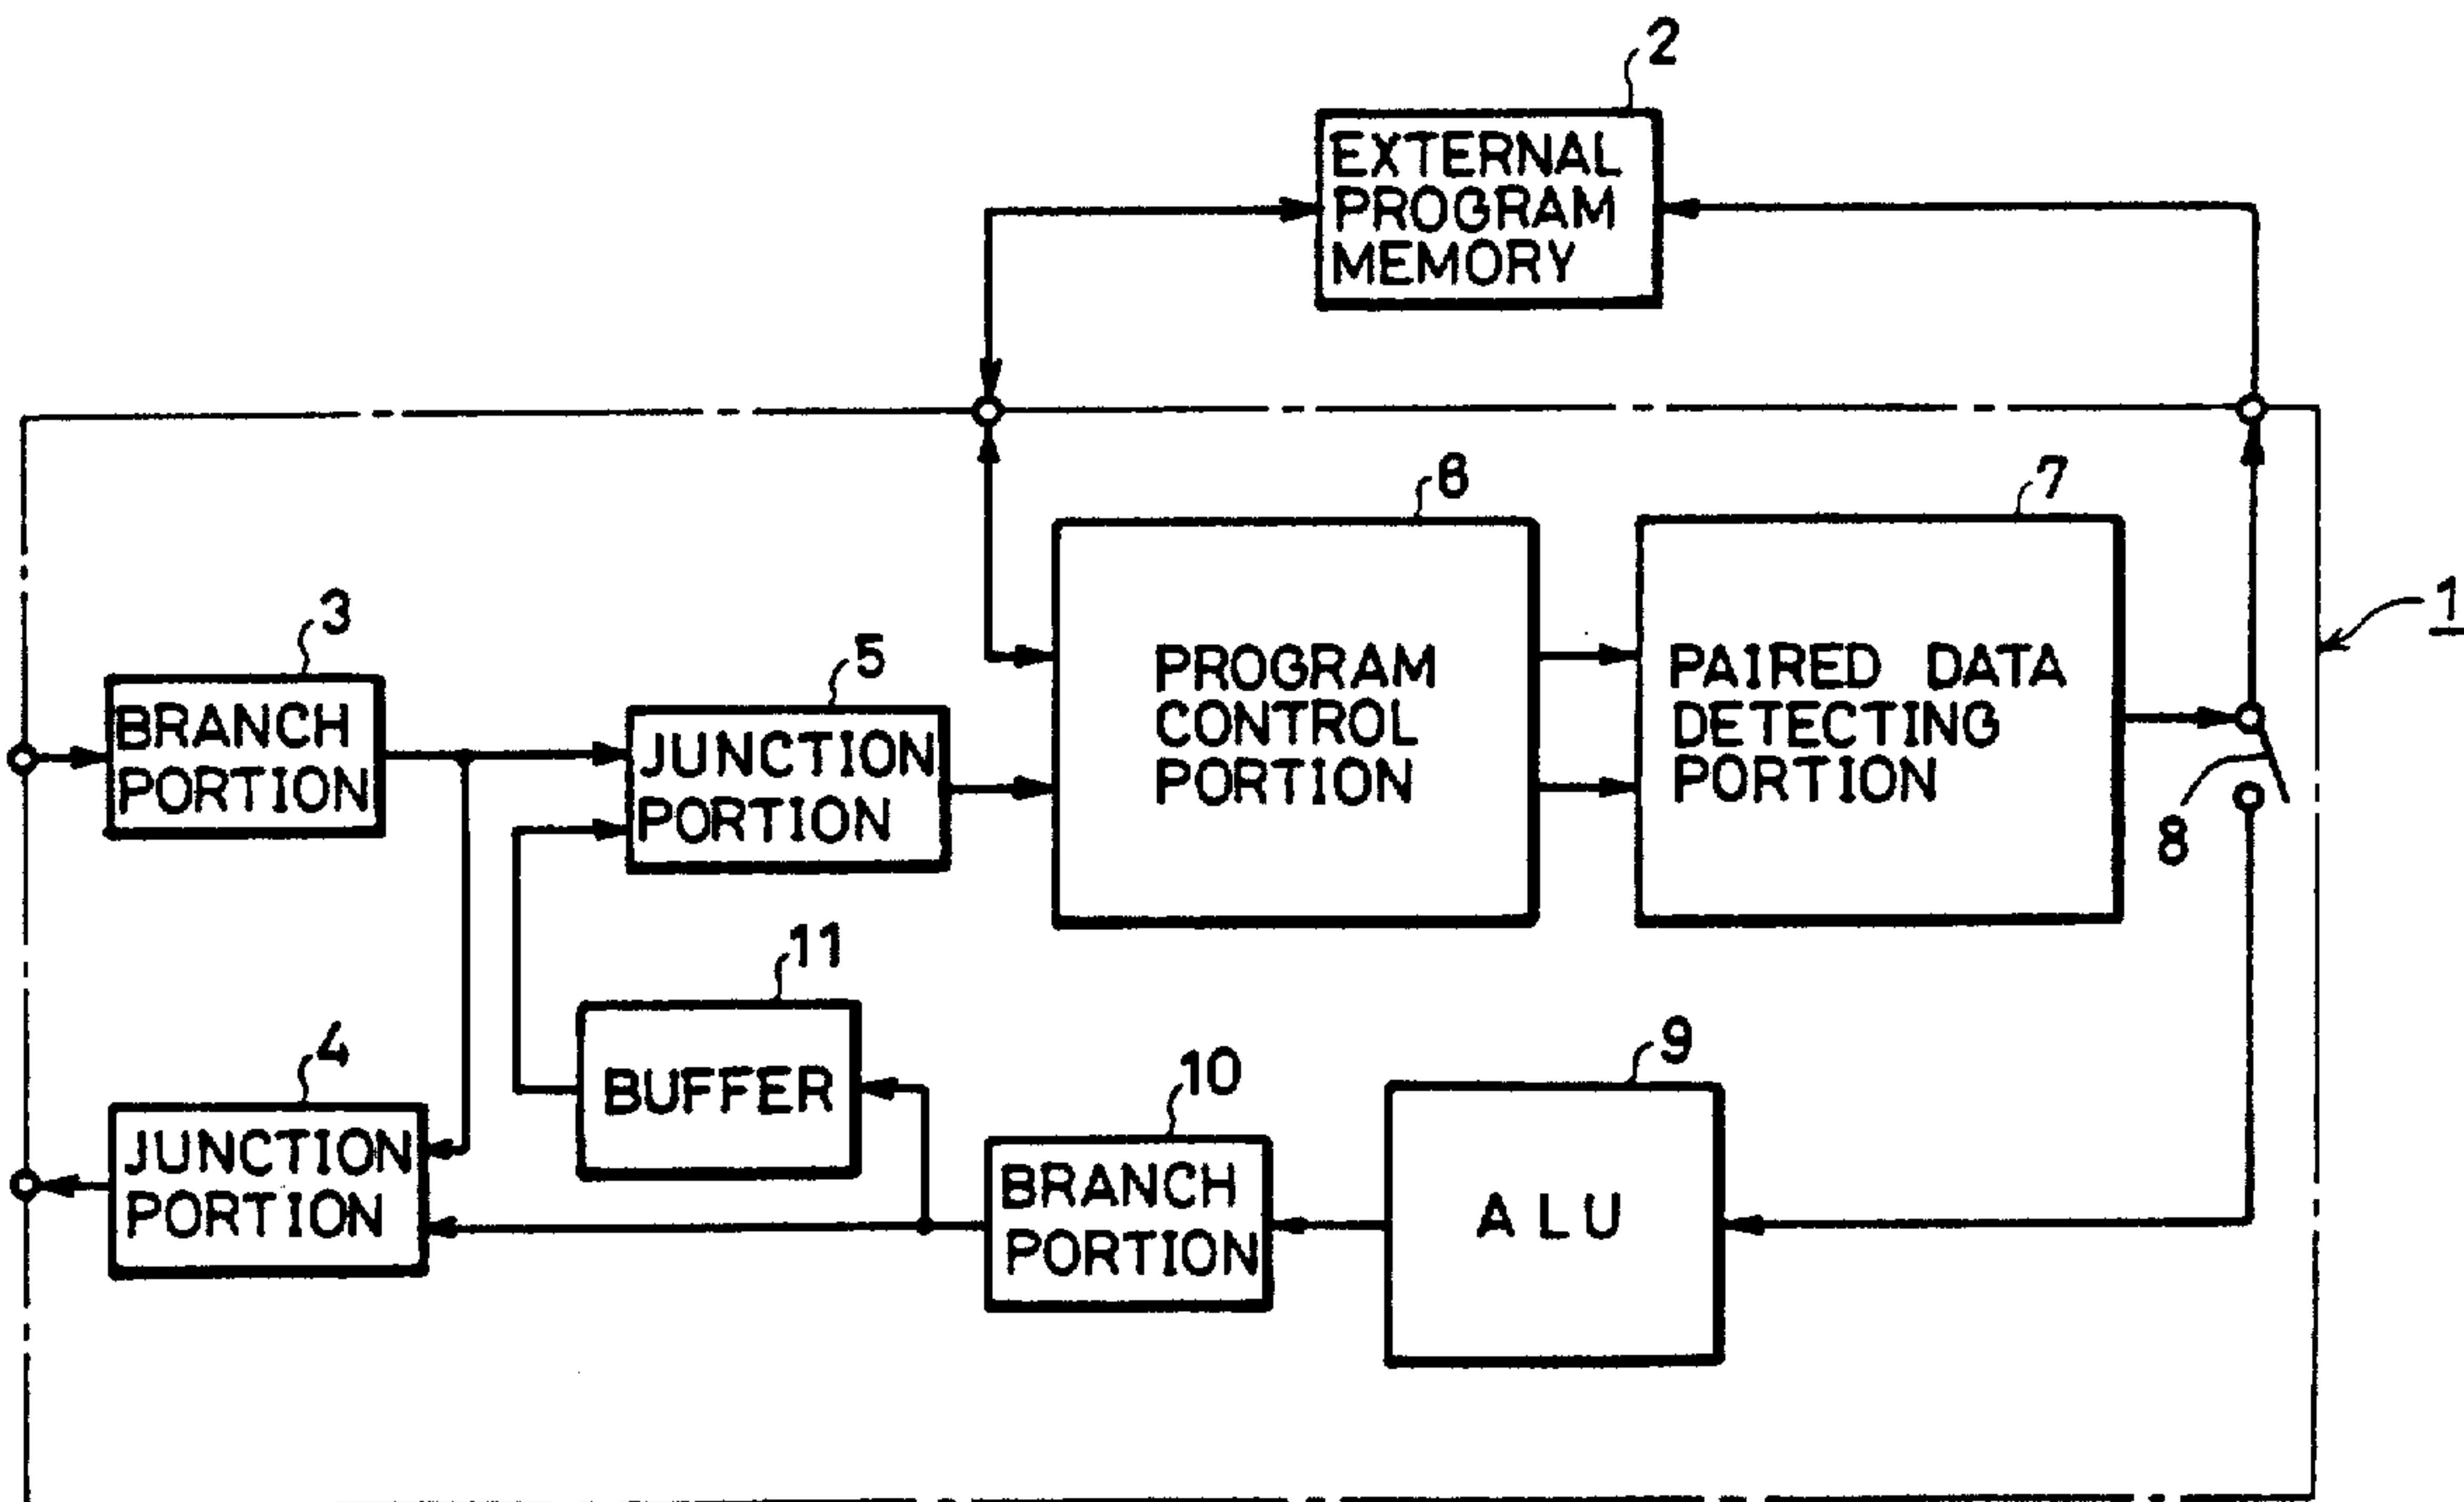 2
EXTERNAL
PROGRAM
MEMORY
6
7
1
3
5
BRANCH
PORTION
JUNCTION
PORTION
PROGRAM
CONTROL
PORTION
PAIRED DATA
DETECTING
PORTION
8
11
BUFFER
4
JUNCTION
PORTION
10
BRANCH
PORTION
9
ALU